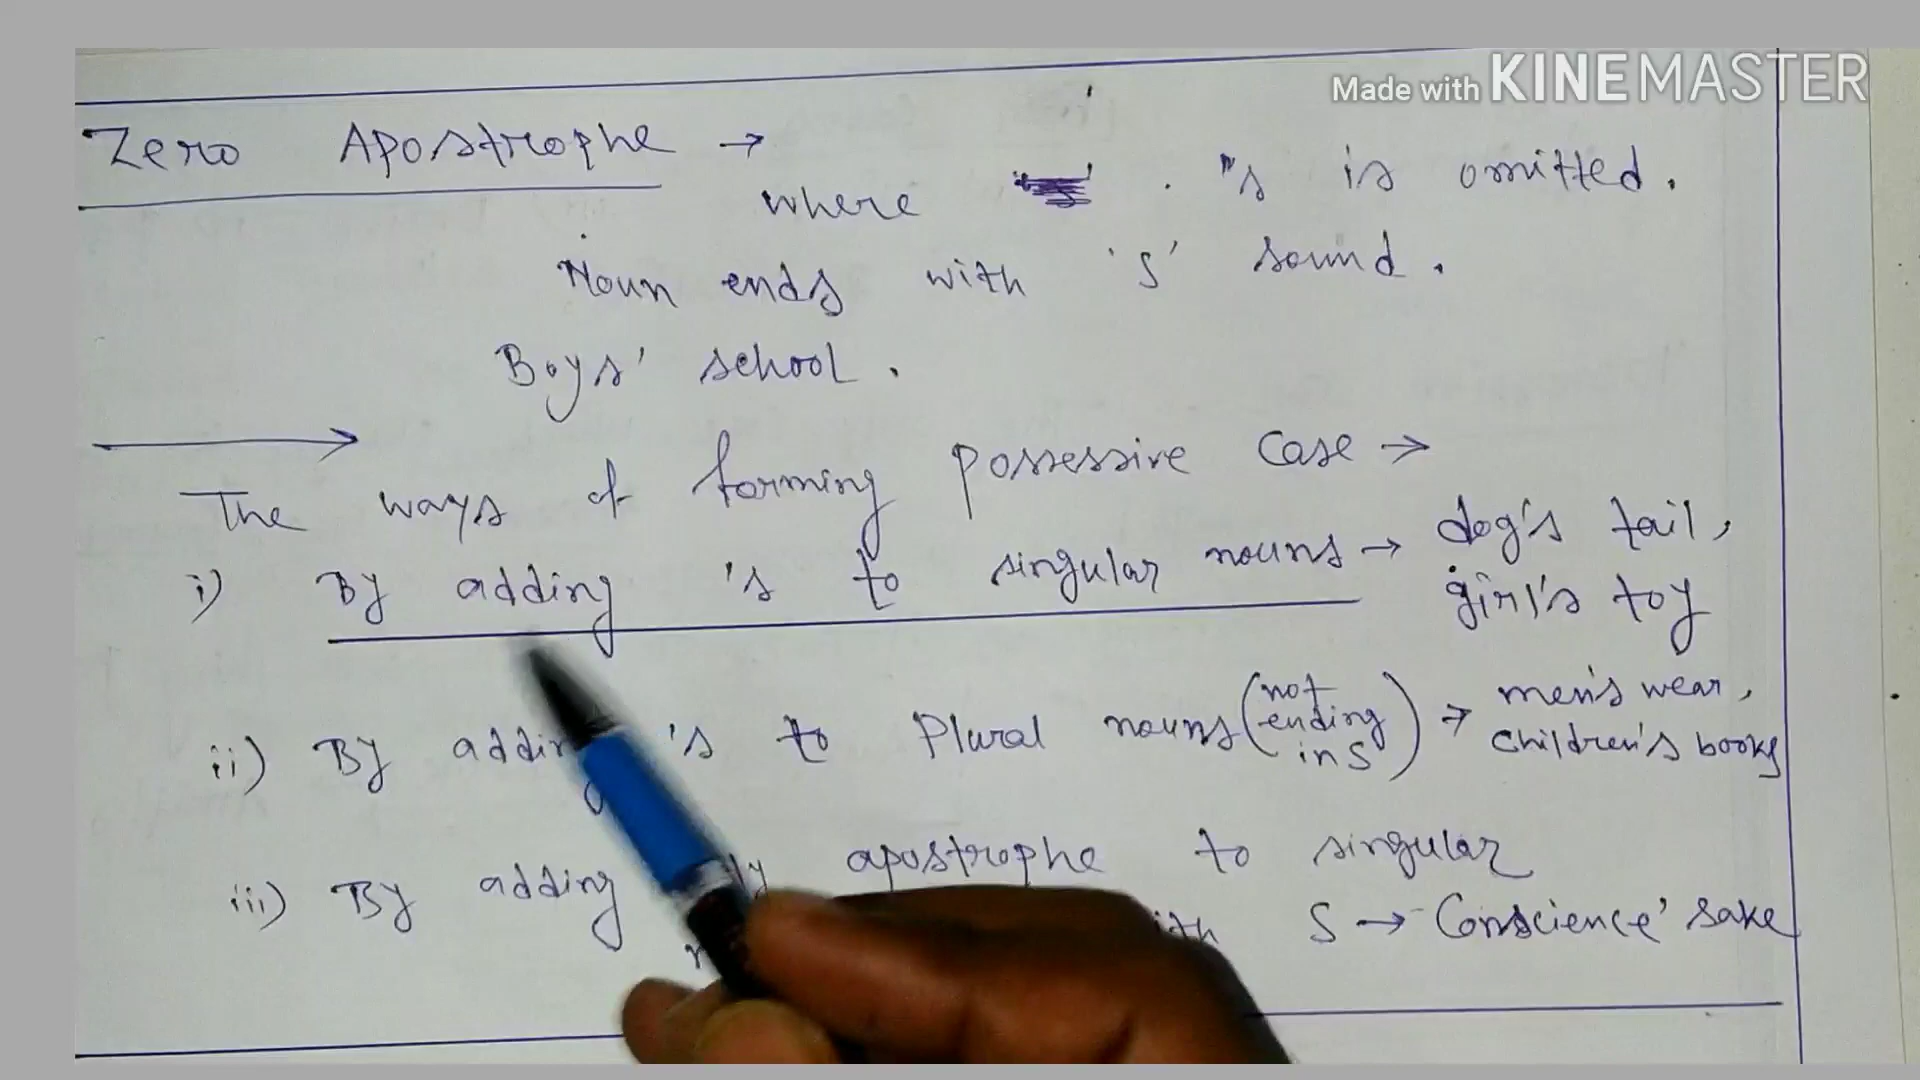 Made with KINEMASTER
Zero Apostrophe →
where 's is omitted.
Noun ends with 's' sound.
Boys' school.
The ways of forming possessive case →
i) By adding 's to singular nouns → dog's tail,
girl's toy
ii) By adding 's to Plural nouns (not ending in S) → men's wear,
children's books
iii) By adding apostrophe to singular
S → Conscience' sake